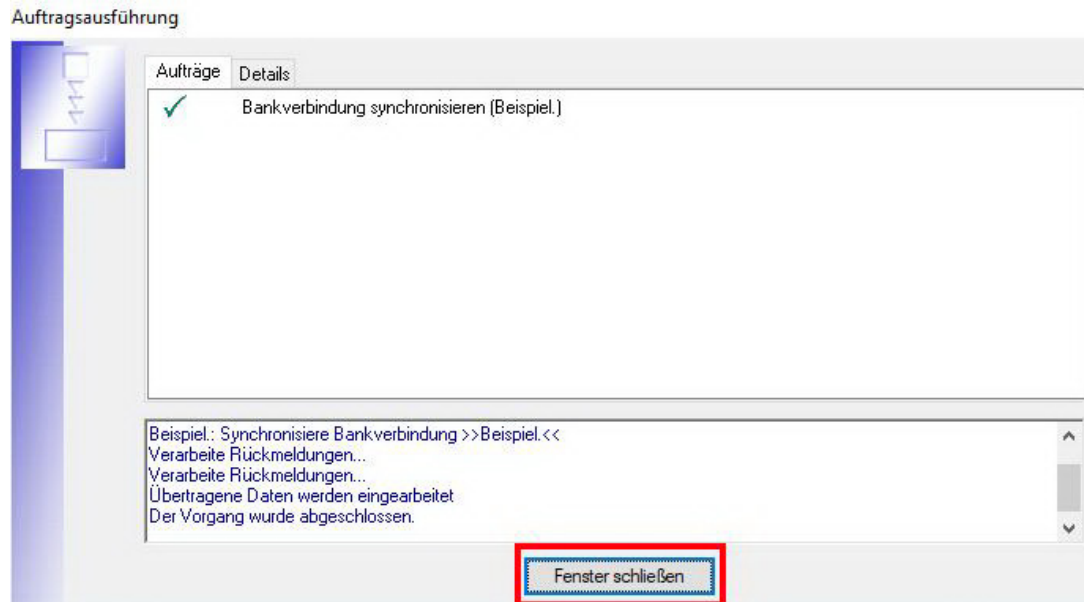 Auftragsausführung
Aufträge Details
Bankverbindung synchronisieren (Beispiel.)
Beispiel.: Synchronisiere Bankverbindung >>Beispiel.<<
Verarbeite Rückmeldungen...
Verarbeite Rückmeldungen...
Übertragene Daten werden eingearbeitet
Der Vorgang wurde abgeschlossen.
Fenster schließen